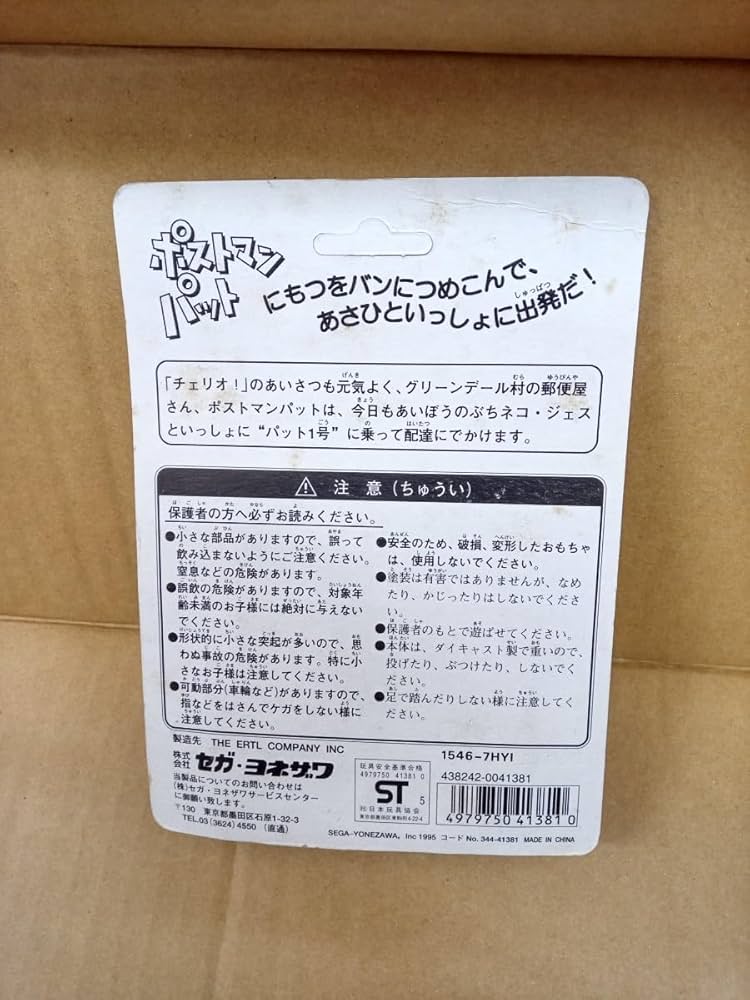 ポストマン
パット
にもつをバンにつめこんで、
あさひといっしょに出発だ！
しゅっぱつ
「チェリオ！」のあいさつも元気よく、グリーンデール村の郵便屋
さん、ポストマンパットは、今日もあいぼうのぶちネコ・ジェス
といっしょに“パット1号”に乗って配達にでかけます。
注 意（ちゅうい）
保護者の方へ必ずお読みください。
●小さな部品がありますので、誤って
飲み込まないようにご注意ください。
窒息などの危険があります。
●誤飲の危険がありますので、対象年
齢未満のお子様には絶対に与えない
でください。
●形状的に小さな突起が多いので、思
わぬ事故の危険があります。特に小
さなお子様は注意してください。
●可動部分(車輪など)がありますので、
指などをはさんでケガをしない様に
注意してください。
●安全のため、破損、変形したおもちゃ
は、使用しないでください。
●塗装は有害ではありませんが、なめ
たり、かじったりはしないでくださ
い。
●保護者のもとで遊ばせてください。
●本体は、ダイキャスト製で重いので、
投げたり、ぶつけたり、しないでく
ださい。
●足で踏んだりしない様に注意してく
ださい。
製造先 THE ERTL COMPANY INC
株式会社 セガ・ヨネザワ
当製品についてのお問い合わせは
(株)セガ・ヨネザワサービスセンター
に御願い致します。
〒130 東京都墨田区石原1-32-3
TEL.03(3624)4550（直通）
玩具安全基準合格
4979750 41381 0
ST 5
(社)日本玩具協会
東京都墨田区東駒形4-22-4
1546-7HYI
438242-0041381
4979750 413810
SEGA-YONEZAWA, Inc 1995 コード No. 344-41381 MADE IN CHINA